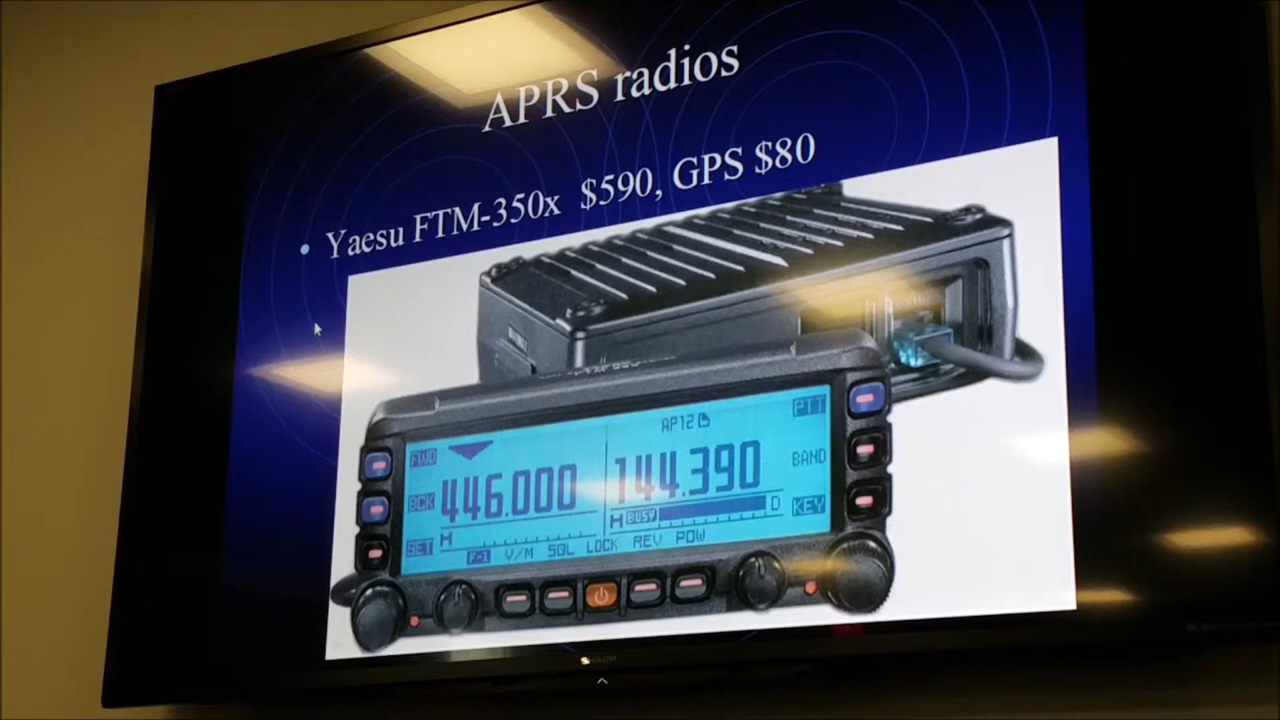 APRS radios
• Yaesu FTM-350x $590, GPS $80
AP12
PTT
FWD
446.000
144.390
BAND
BCK
H
BUSY
D
KEY
SET
H
F-1 V/M SQL LOCK REV POW
SHARP